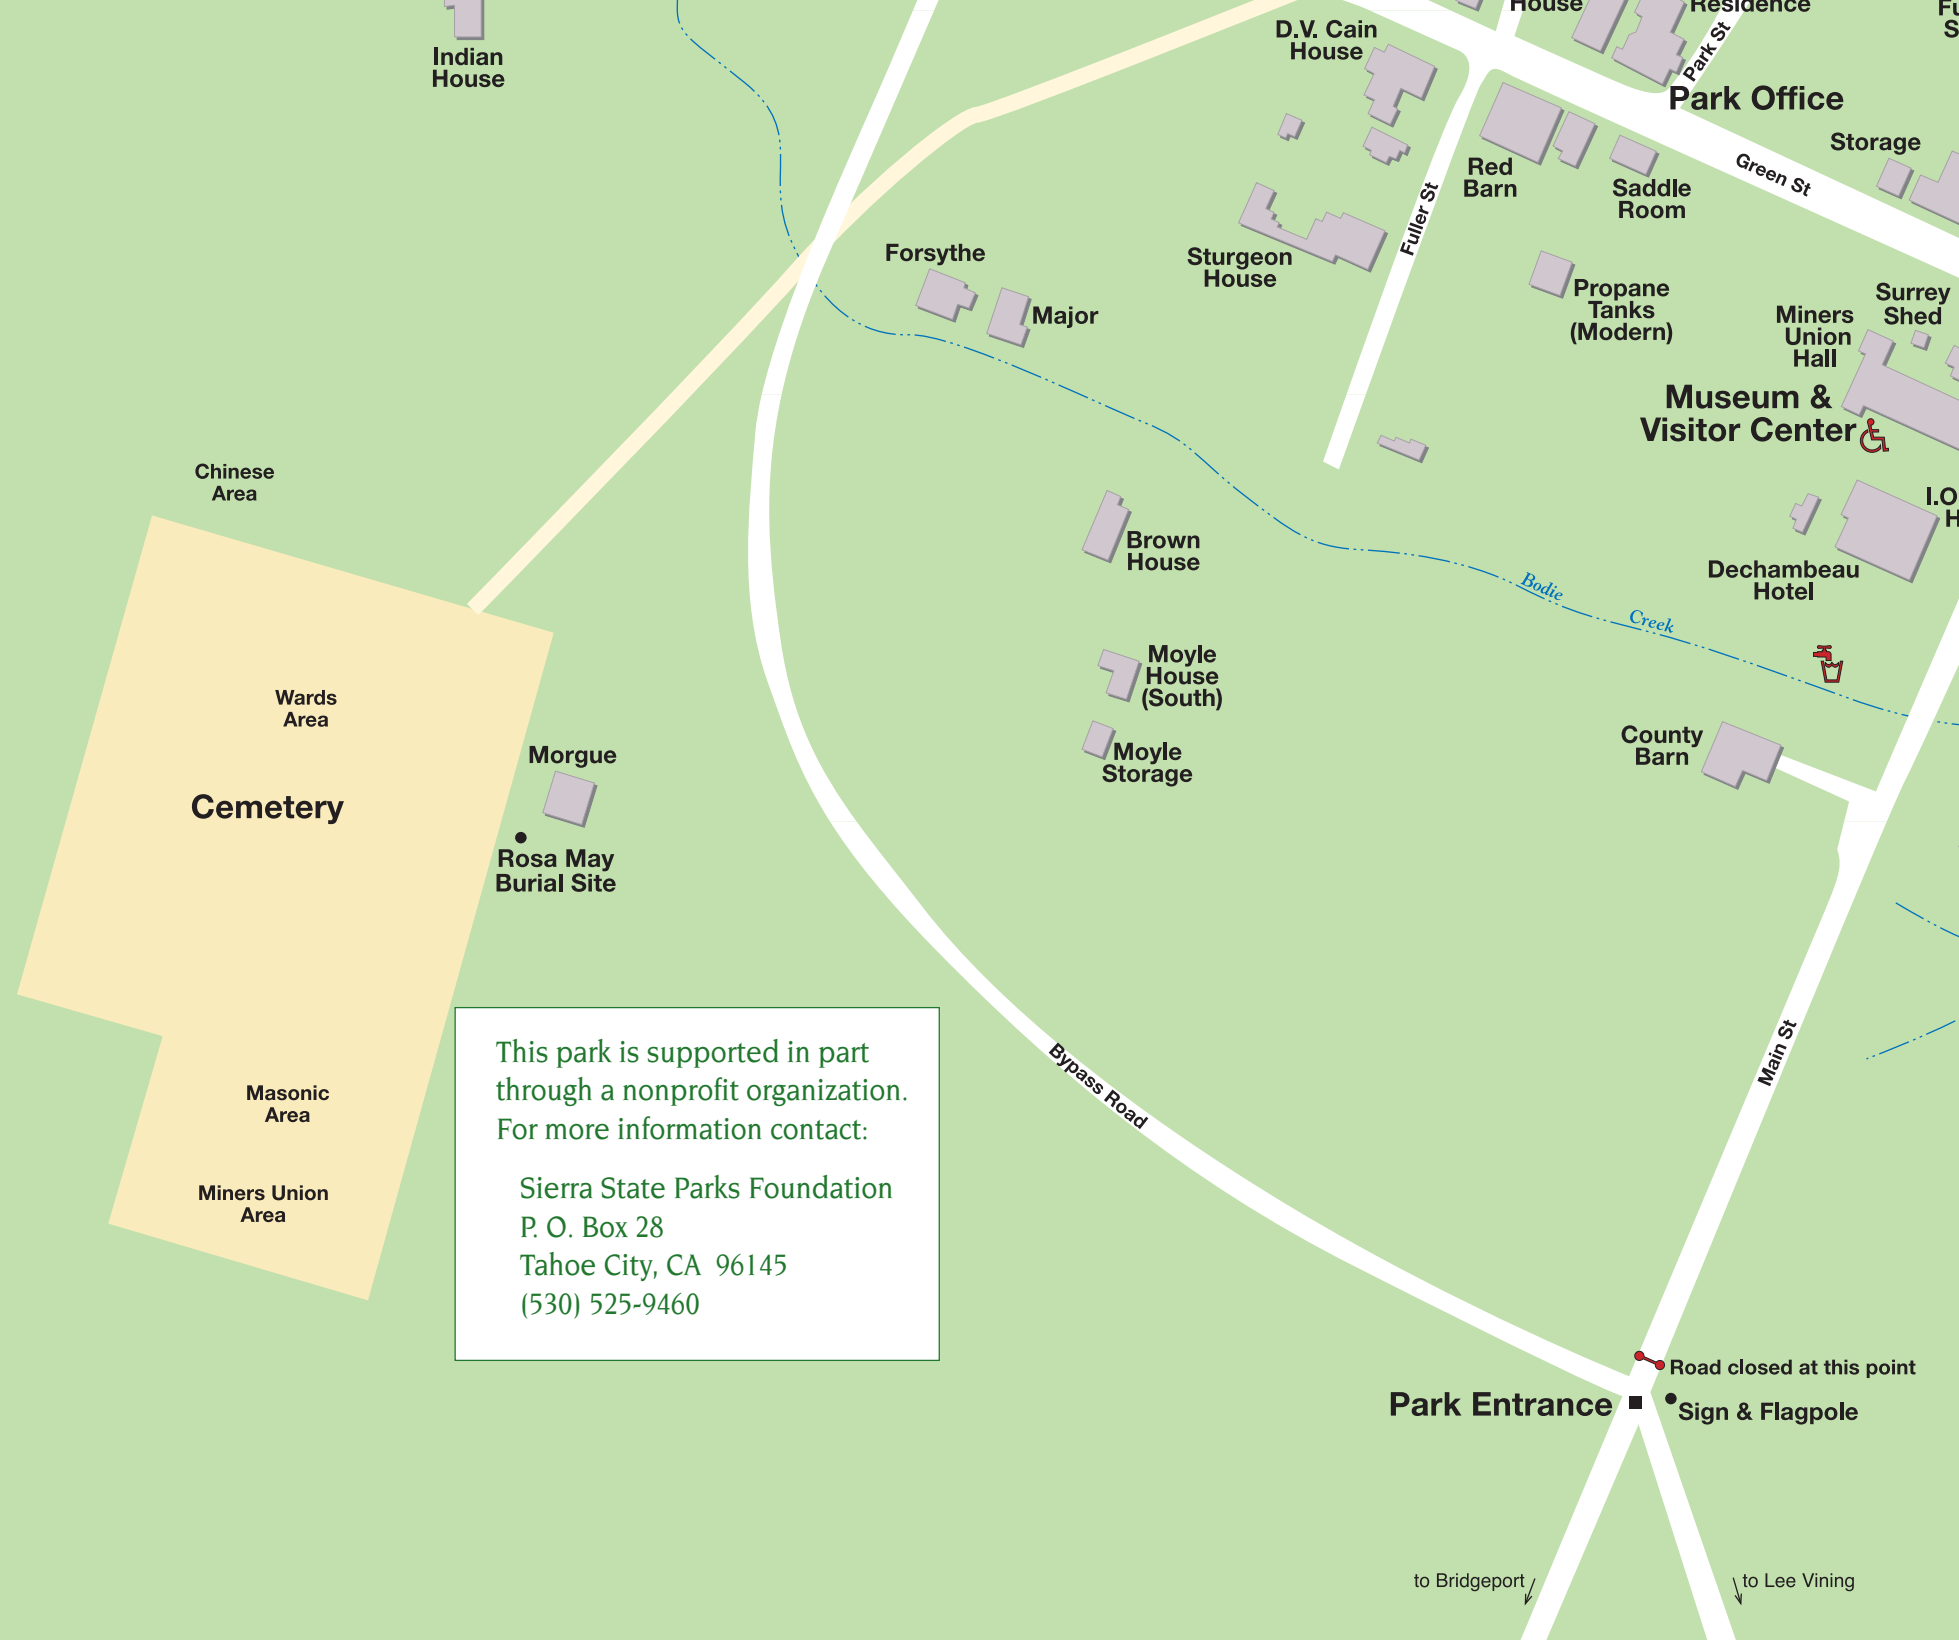 House
Residence
Indian
House
D.V. Cain
House
Park St
Park Office
Storage
Green St
Red
Barn
Saddle
Room
Fuller St
Sturgeon
House
Forsythe
Major
Propane
Tanks
(Modern)
Surrey
Shed
Miners
Union
Hall
Museum &
Visitor Center
Chinese
Area
Brown
House
Dechambeau
Hotel
Bodie
Creek
Moyle
House
(South)
Moyle
Storage
County
Barn
Wards
Area
Cemetery
Morgue
Rosa May
Burial Site
Masonic
Area
Miners Union
Area
This park is supported in part
through a nonprofit organization.
For more information contact:
Sierra State Parks Foundation
P. O. Box 28
Tahoe City, CA 96145
(530) 525-9460
Bypass Road
Main St
Road closed at this point
Park Entrance
Sign & Flagpole
to Bridgeport
to Lee Vining